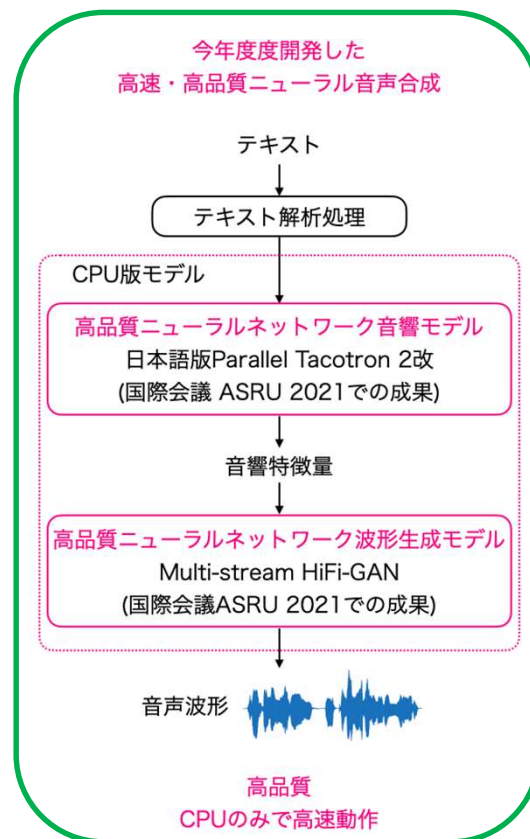 今年度度開発した
高速・高品質ニューラル音声合成
テキスト
テキスト解析処理
CPU版モデル
高品質ニューラルネットワーク音響モデル
日本語版Parallel Tacotron 2改
(国際会議 ASRU 2021での成果)
音響特徴量
高品質ニューラルネットワーク波形生成モデル
Multi-stream HiFi-GAN
(国際会議ASRU 2021での成果)
音声波形
高品質
CPUのみで高速動作